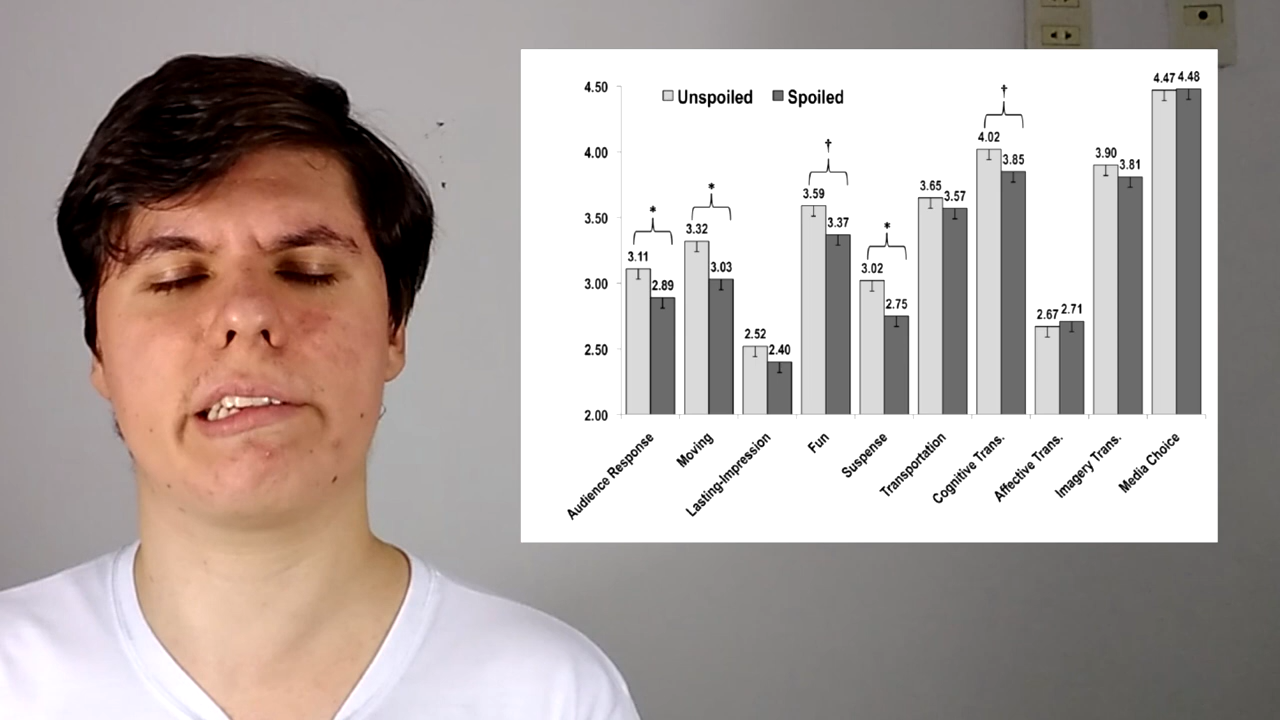 Unspoiled Spoiled
4.50
4.00
3.50
3.00
2.50
2.00
3.11 2.89
3.32 3.03
2.52 2.40
3.59 3.37
3.02 2.75
3.65 3.57
4.02 3.85
2.67 2.71
3.90 3.81
4.47 4.48
*
*
†
*
†
Audience Response
Moving
Lasting-Impression
Fun
Suspense
Transportation
Cognitive Trans.
Affective Trans.
Imagery Trans.
Media Choice